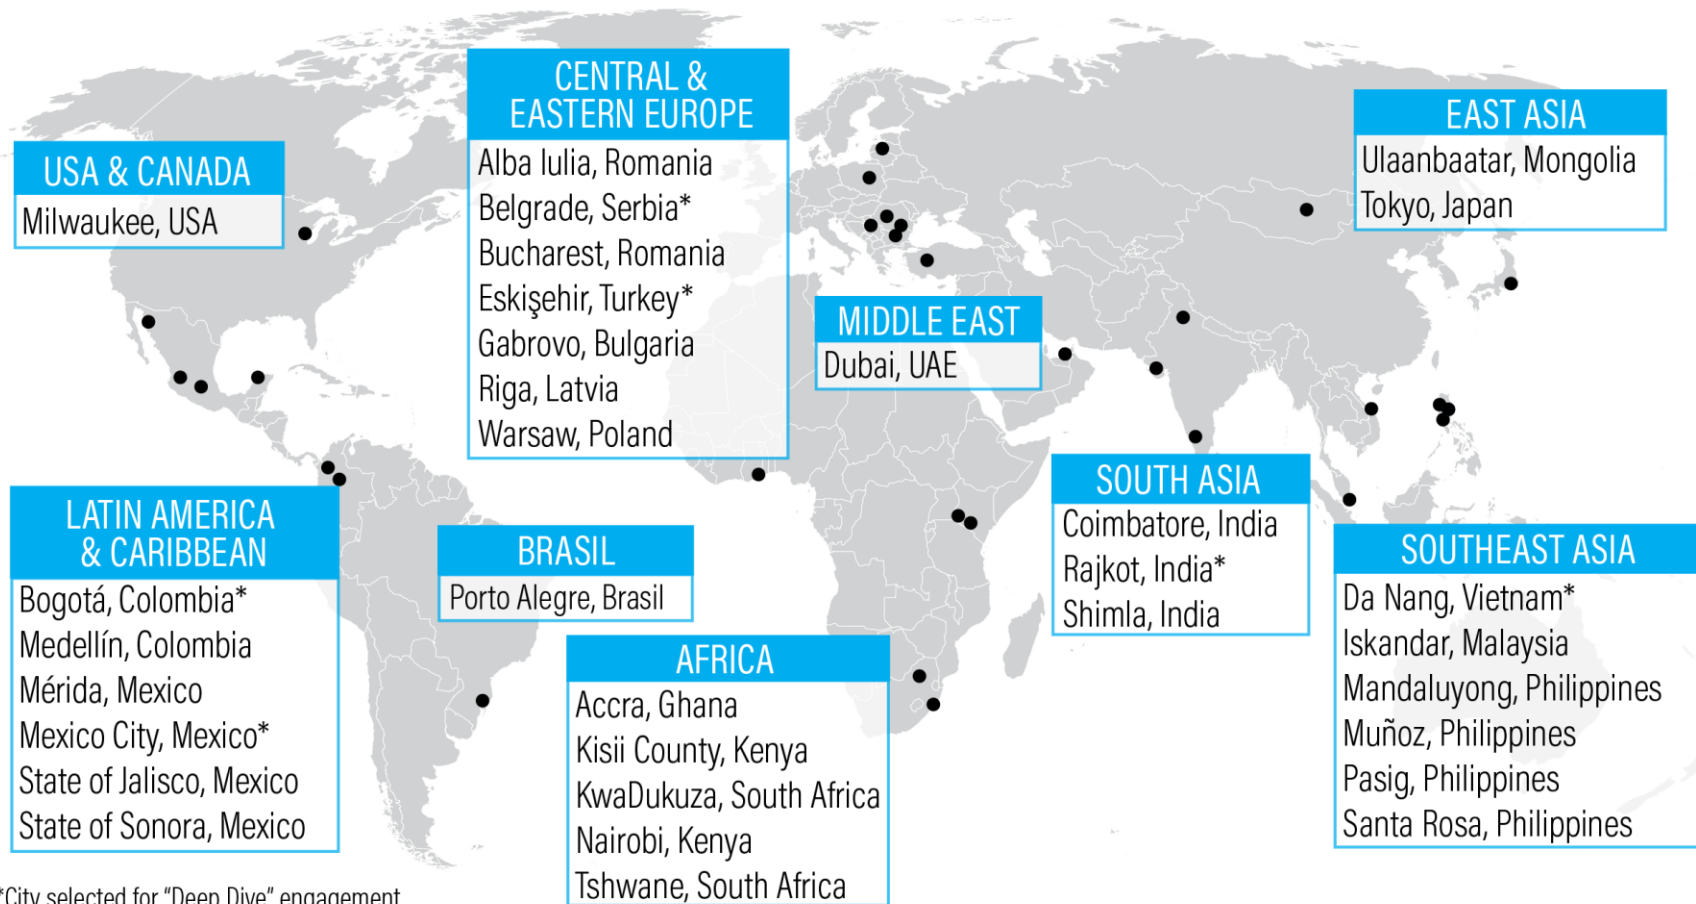 USA & CANADA
Milwaukee, USA
CENTRAL &
EASTERN EUROPE
Alba Iulia, Romania
Belgrade, Serbia*
Bucharest, Romania
Eskişehir, Turkey*
Gabrovo, Bulgaria
Riga, Latvia
Warsaw, Poland
EAST ASIA
Ulaanbaatar, Mongolia
Tokyo, Japan
MIDDLE EAST
Dubai, UAE
LATIN AMERICA
& CARIBBEAN
Bogotá, Colombia*
Medellín, Colombia
Mérida, Mexico
Mexico City, Mexico*
State of Jalisco, Mexico
State of Sonora, Mexico
BRASIL
Porto Alegre, Brasil
AFRICA
Accra, Ghana
Kisii County, Kenya
KwaDukuza, South Africa
Nairobi, Kenya
Tshwane, South Africa
SOUTH ASIA
Coimbatore, India
Rajkot, India*
Shimla, India
SOUTHEAST ASIA
Da Nang, Vietnam*
Iskandar, Malaysia
Mandaluyong, Philippines
Muñoz, Philippines
Pasig, Philippines
Santa Rosa, Philippines
*City selected for “Deep Dive” engagement